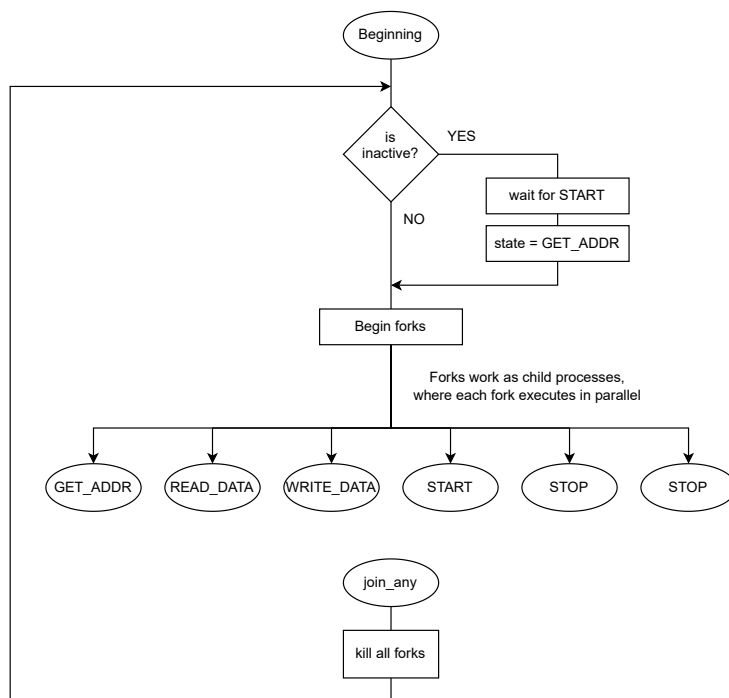 Beginning
is
inactive?
YES
wait for START
NO
state = GET_ADDR
Begin forks
Forks work as child processes,
where each fork executes in parallel
GET_ADDR
READ_DATA
WRITE_DATA
START
STOP
STOP
join_any
kill all forks